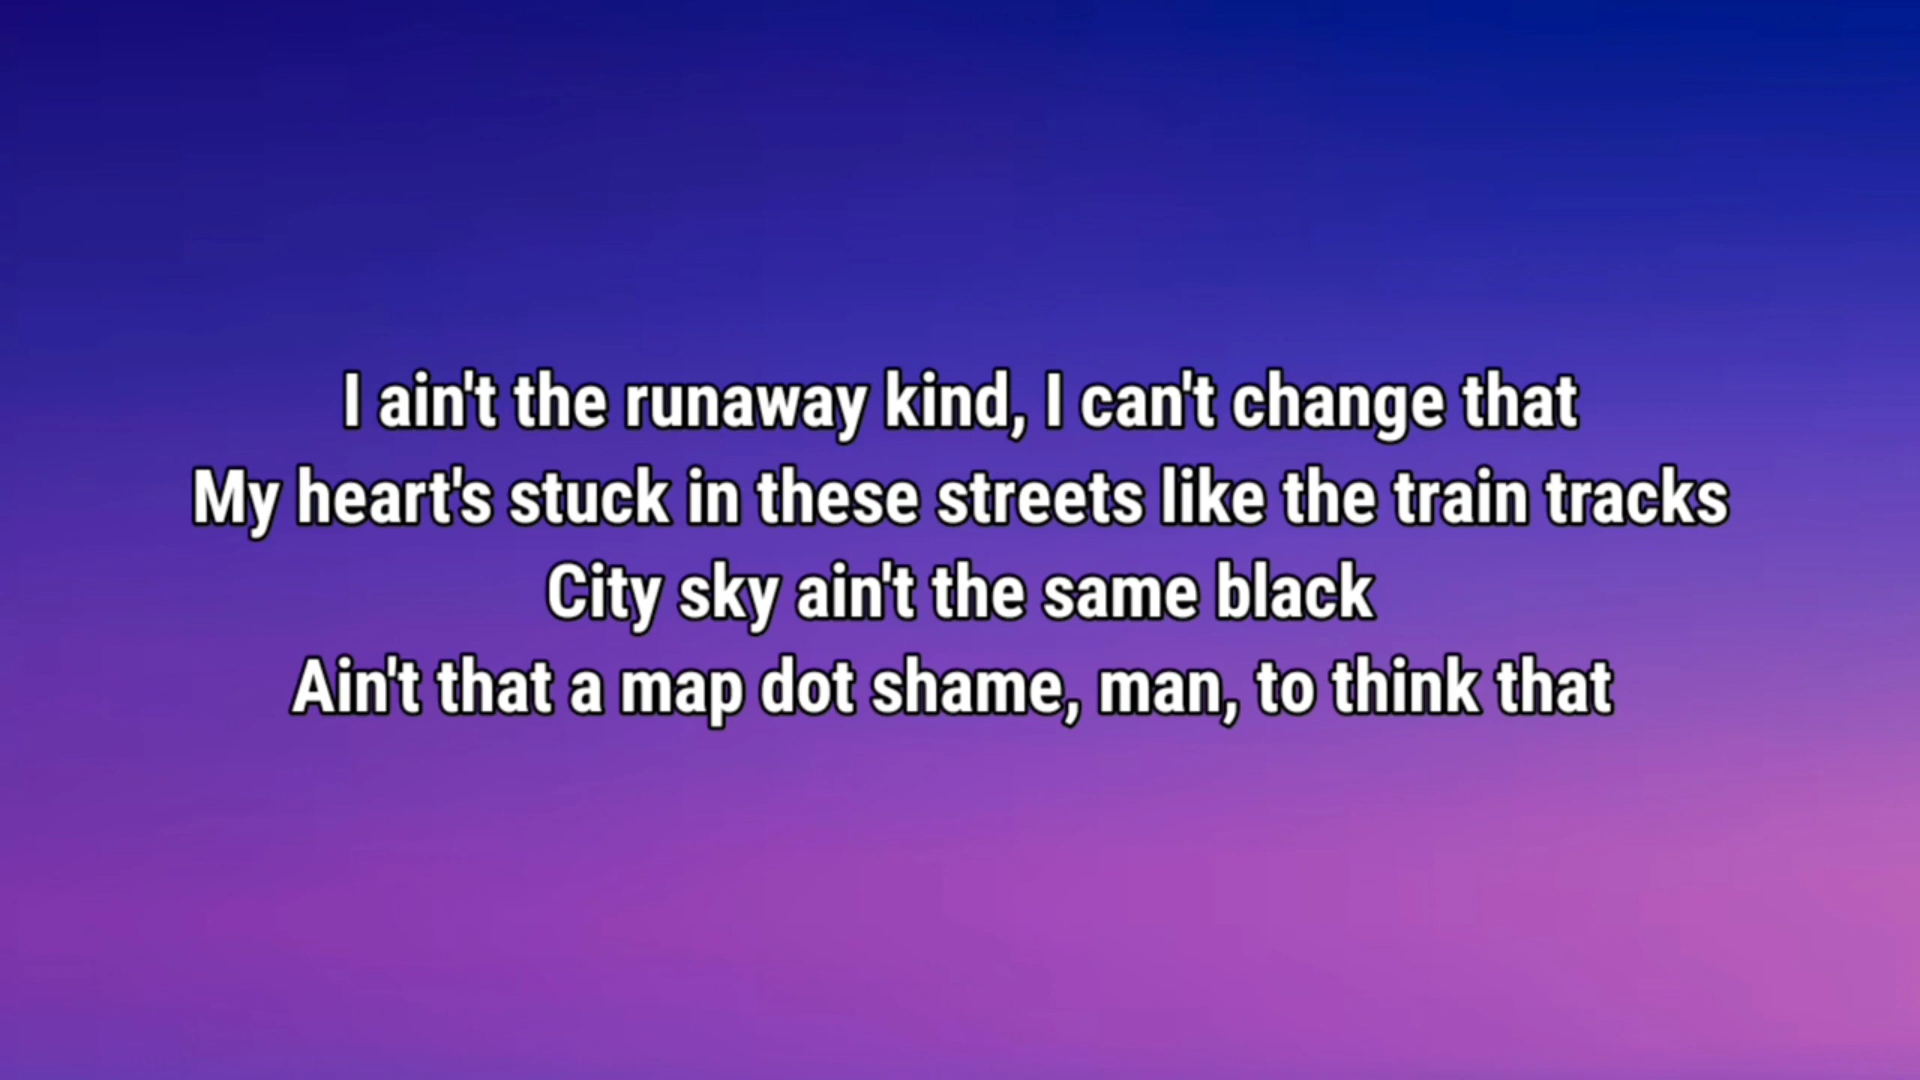 I ain't the runaway kind, I can't change that
My heart's stuck in these streets like the train tracks
City sky ain't the same black
Ain't that a map dot shame, man, to think that